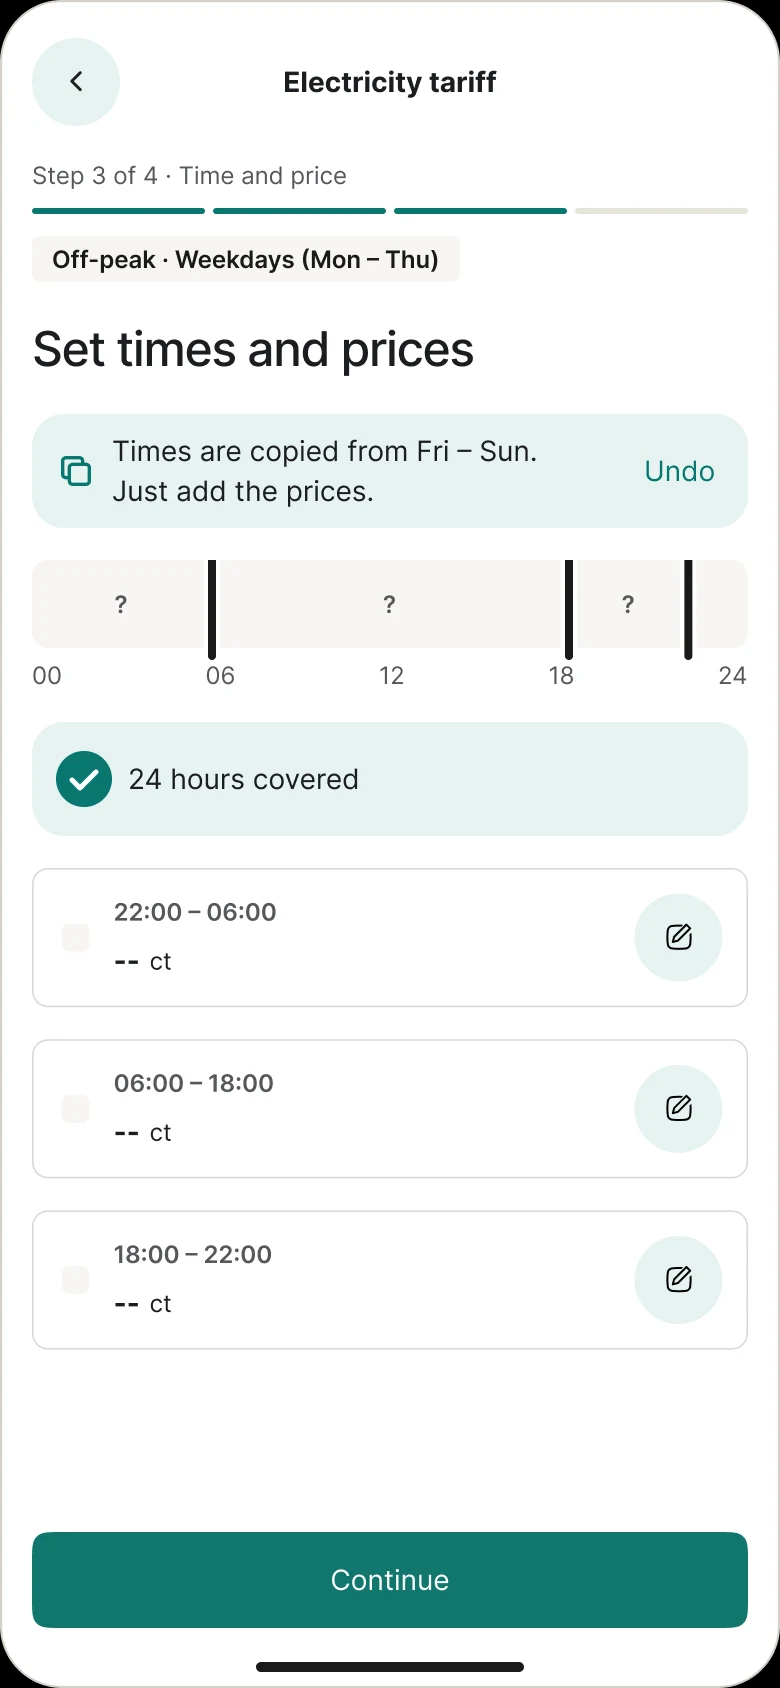 Electricity tariff
Step 3 of 4 · Time and price
Off-peak · Weekdays (Mon – Thu)
Set times and prices
Times are copied from Fri – Sun.
Just add the prices.
Undo
? ? ?
00 06 12 18 24
24 hours covered
22:00 – 06:00
-- ct
06:00 – 18:00
-- ct
18:00 – 22:00
-- ct
Continue